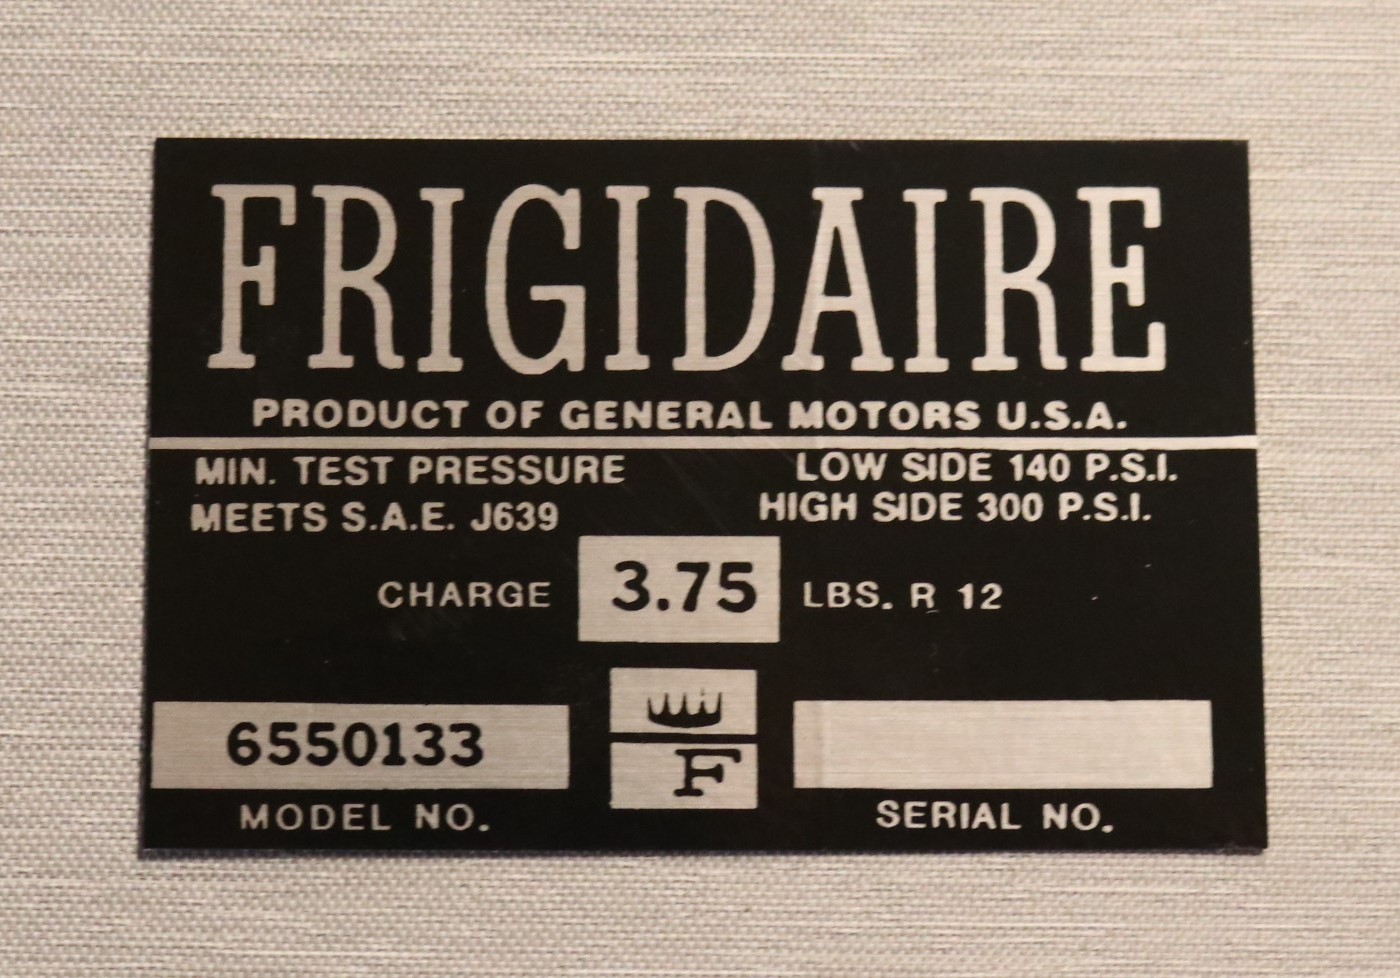 FRIGIDAIRE
PRODUCT OF GENERAL MOTORS U.S.A.
MIN. TEST PRESSURE LOW SIDE 140 P.S.I.
MEETS S.A.E. J639 HIGH SIDE 300 P.S.I.
CHARGE 3.75 LBS. R 12
6550133
F
MODEL NO. SERIAL NO.